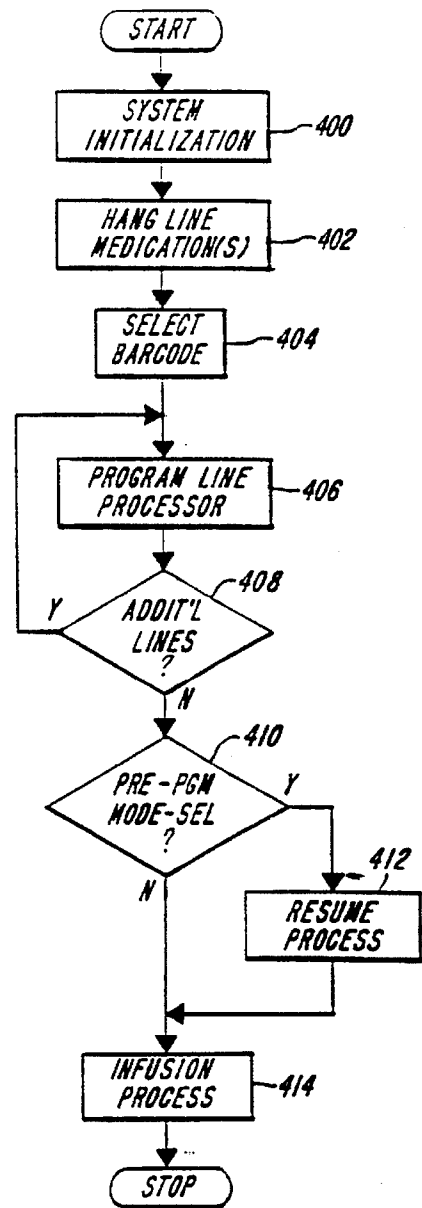 START
SYSTEM
INITIALIZATION
400
HANG LINE
MEDICATION(S)
402
SELECT
BARCODE
404
PROGRAM LINE
PROCESSOR
406
408
Y
ADDIT'L
LINES
?
N
410
PRE-PGM
MODE-SEL
?
Y
N
412
RESUME
PROCESS
INFUSION
PROCESS
414
STOP